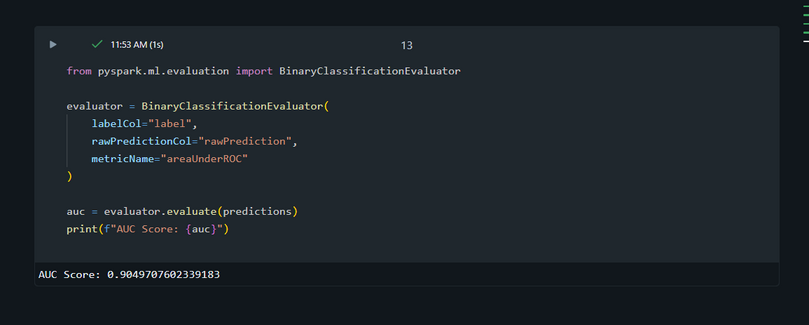 11:53 AM (1s)
13
from pyspark.ml.evaluation import BinaryClassificationEvaluator
evaluator = BinaryClassificationEvaluator(
    labelCol="label",
    rawPredictionCol="rawPrediction",
    metricName="areaUnderROC"
)
auc = evaluator.evaluate(predictions)
print(f"AUC Score: {auc}")
AUC Score: 0.9049707602339183